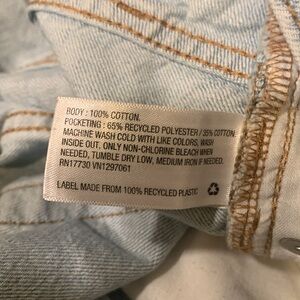 BODY : 100% COTTON.
POCKETING : 65% RECYCLED POLYESTER / 35% COTTON
MACHINE WASH COLD WITH LIKE COLORS, WASH
INSIDE OUT. ONLY NON-CHLORINE BLEACH WHEN
NEEDED, TUMBLE DRY LOW, MEDIUM IRON IF NEEDED.
RN17730 VN1297061
LABEL MADE FROM 100% RECYCLED PLASTIC